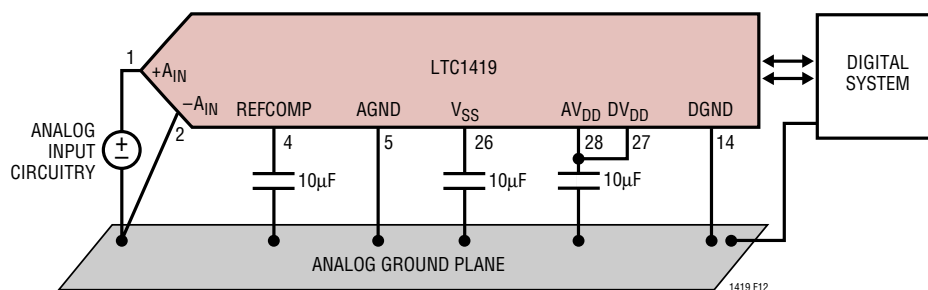 LTC1419
DIGITAL
SYSTEM
1
+AIN
−AIN
2
ANALOG
INPUT
CIRCUITRY
+
−
REFCOMP
4
10µF
AGND
5
VSS
26
10µF
AVDD
28
DVDD
27
10µF
DGND
14
ANALOG GROUND PLANE
1419 F12